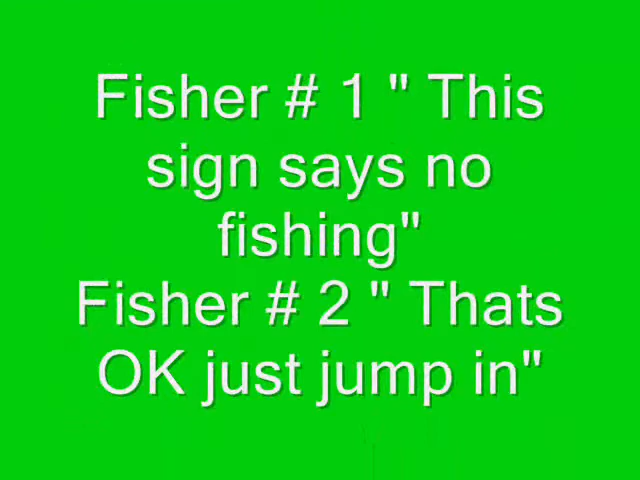 Fisher # 1 " This
sign says no
fishing"
Fisher # 2 " Thats
OK just jump in"